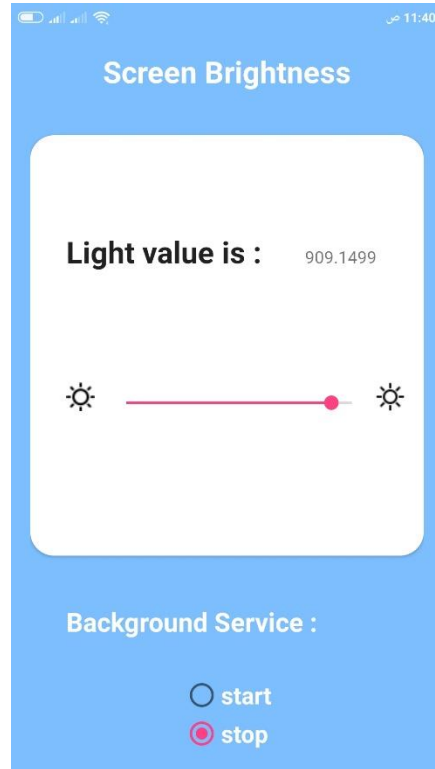 11:40 ص
Screen Brightness
Light value is :
909.1499
Background Service :
start
stop